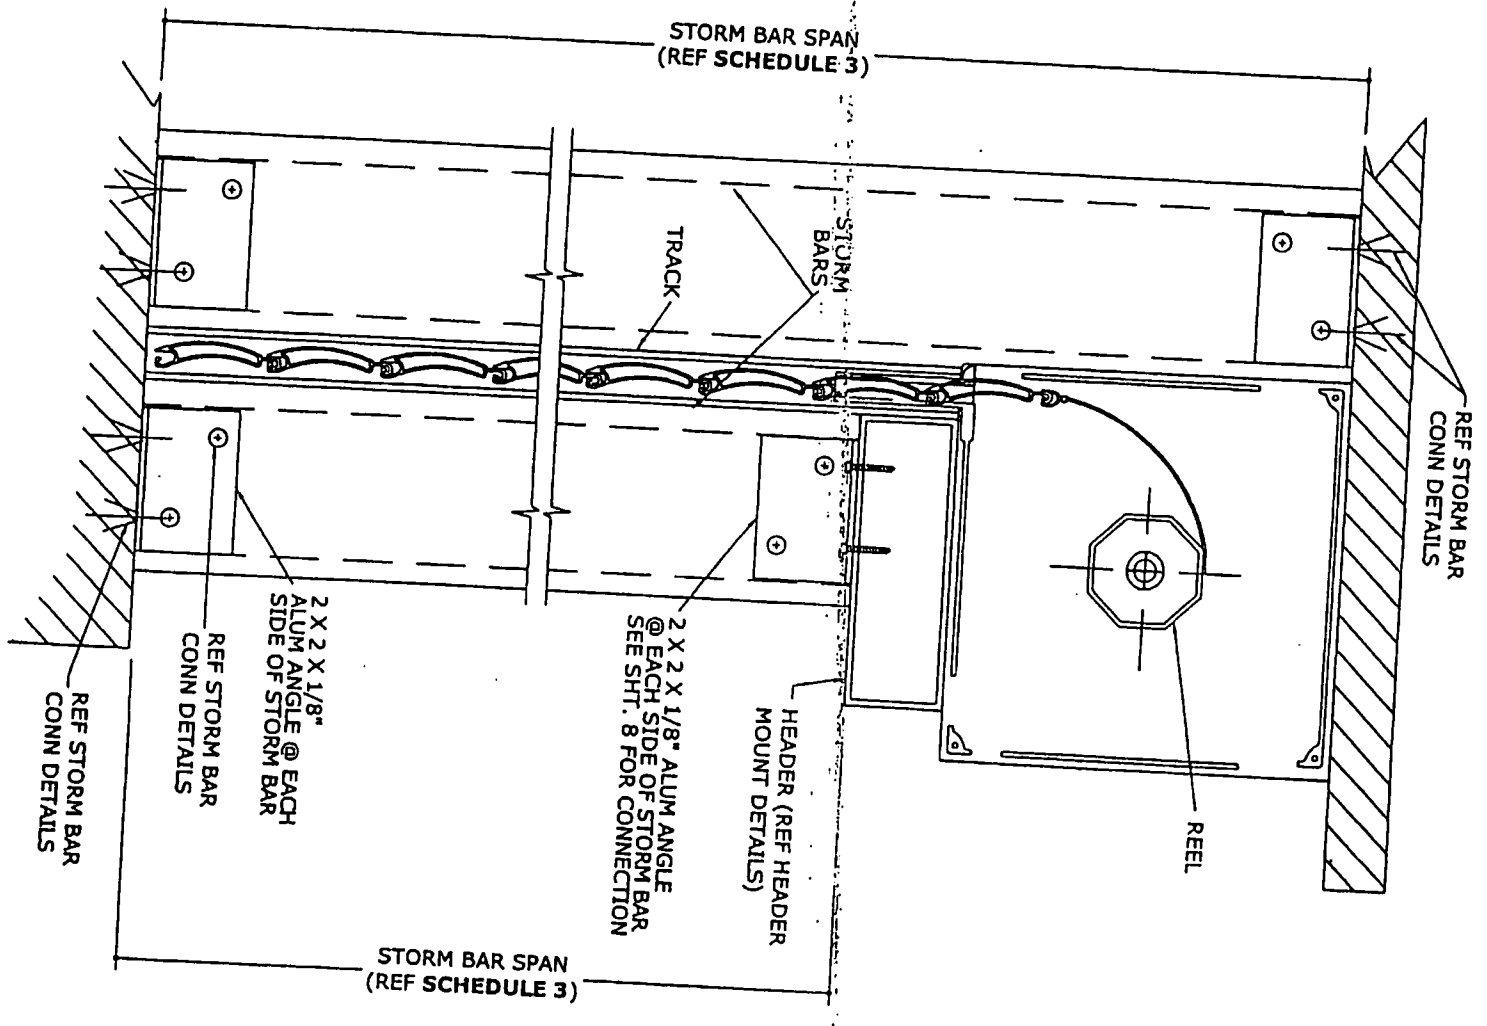 STORM BAR SPAN
(REF SCHEDULE 3)
STORM
BARS
TRACK
REF STORM BAR
CONN DETAILS
2 X 2 X 1/8"
ALUM ANGLE @ EACH
SIDE OF STORM BAR
REF STORM BAR
CONN DETAILS
REF STORM BAR
CONN DETAILS
2 X 2 X 1/8" ALUM ANGLE
@ EACH SIDE OF STORM BAR
SEE SHT. 8 FOR CONNECTION
HEADER (REF HEADER
MOUNT DETAILS)
REEL
STORM BAR SPAN
(REF SCHEDULE 3)